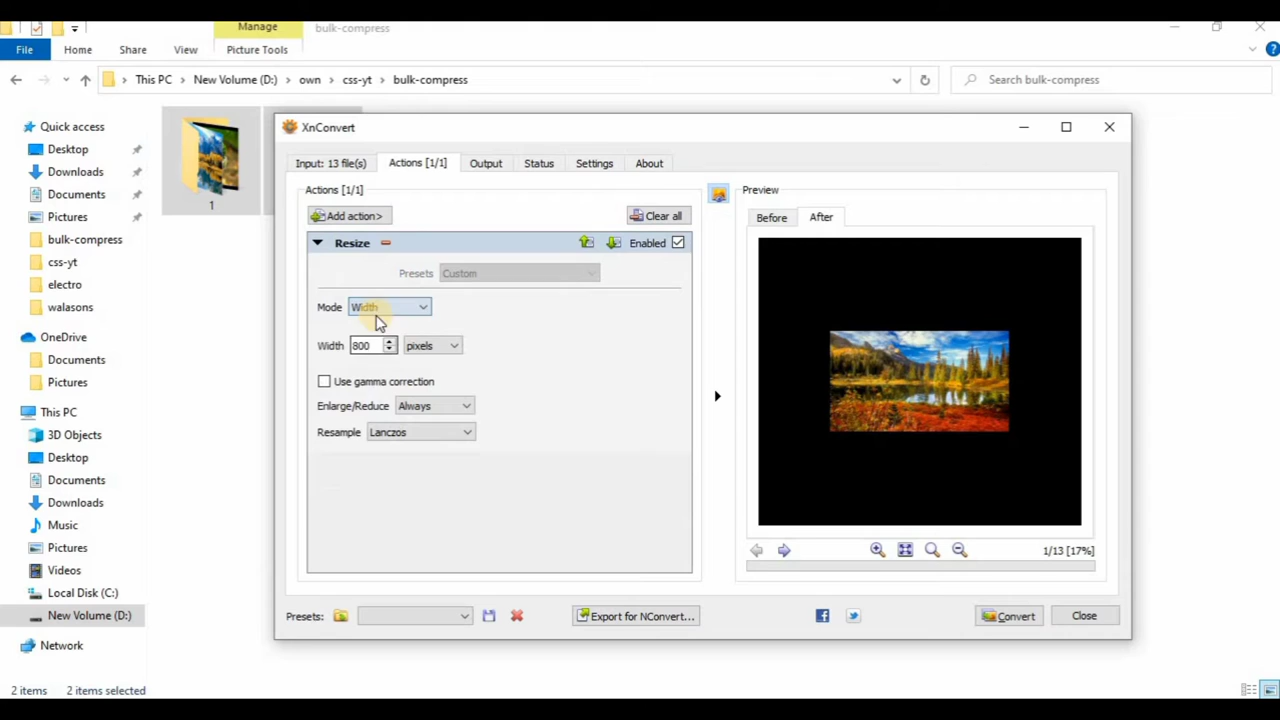 Manage
bulk-compress
File
Home
Share
View
Picture Tools
This PC
New Volume (D:)
own
css-yt
bulk-compress
Search bulk-compress
Quick access
Desktop
Downloads
Documents
Pictures
bulk-compress
css-yt
electro
walasons
OneDrive
Documents
Pictures
This PC
3D Objects
Desktop
Documents
Downloads
Music
Pictures
Videos
Local Disk (C:)
New Volume (D:)
Network
2 items
2 items selected
1
XnConvert
Input: 13 file(s)
Actions [1/1]
Output
Status
Settings
About
Actions [1/1]
Add action>
Clear all
Resize
Enabled
Presets
Custom
Mode
Width
Width
800
pixels
Use gamma correction
Enlarge/Reduce
Always
Resample
Lanczos
Preview
Before
After
1/13 [17%]
Presets:
Export for NConvert...
Convert
Close